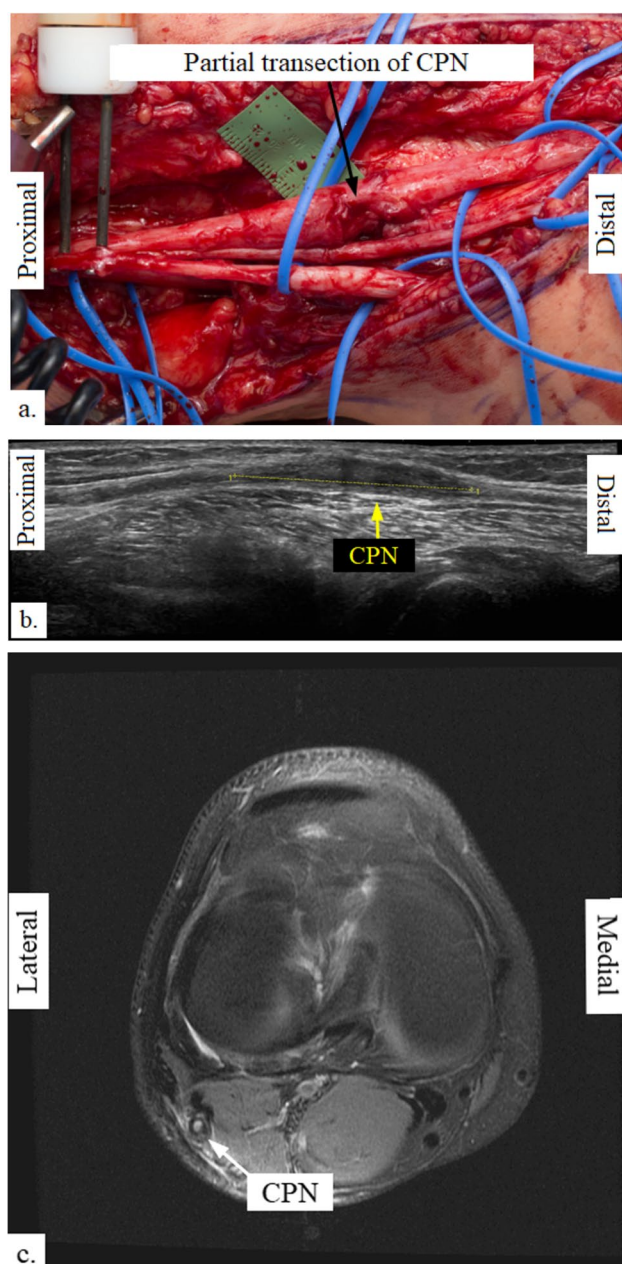 Partial transection of CPN
Proximal
Distal
a.
Proximal
Distal
CPN
b.
Lateral
Medial
CPN
c.